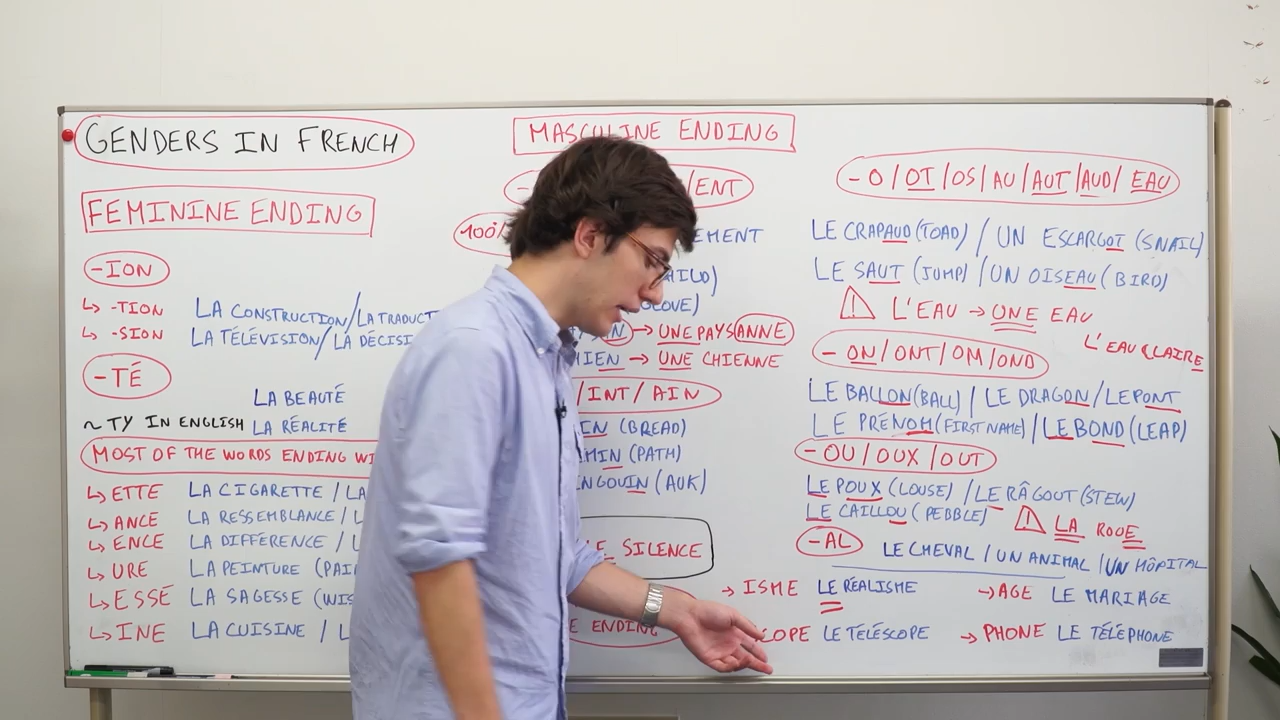 GENDERS IN FRENCH
FEMININE ENDING
-ION
↳ -TION LA CONSTRUCTION/LA TRADUCT
↳ -SION LA TÉLÉVISION/LA DÉCISI
-TÉ
LA BEAUTÉ
~ TY IN ENGLISH LA RÉALITÉ
MOST OF THE WORDS ENDING WI
↳ ETTE LA CIGARETTE / LA
↳ ANCE LA RESSEMBLANCE /
↳ ENCE LA DIFFÉRENCE /
↳ URE LA PEINTURE (PAI
↳ ESSE LA SAGESSE (WIS
↳ INE LA CUISINE / L
MASCULINE ENDING
/ENT
100%
EMENT
→ UNE PAYSANNE
HIEN → UNE CHIENNE
/INT/AIN
IN (BREAD)
MIN (PATH)
NGOUIN (AUK)
LE SILENCE
E ENDING
-O/OT/OS/AU/AUT/AUD/EAU
LE CRAPAUD (TOAD) / UN ESCARGOT (SNAIL)
LE SAUT (JUMP) / UN OISEAU (BIRD)
L'EAU → UNE EAU
L'EAU CLAIRE
-ON/ONT/OM/OND
LE BALLON (BALL) / LE DRAGON / LE PONT
LE PRÉNOM (FIRST NAME) / LE BOND (LEAP)
-OU/OUX/OUT
LE POUX (LOUSE) / LE RÂGOUT (STEW)
LE CAILLOU (PEBBLE) LA ROUE
-AL LE CHEVAL / UN ANIMAL / UN HÔPITAL
→ ISME LE RÉALISME → AGE LE MARIAGE
COPE LE TÉLÉSCOPE → PHONE LE TÉLÉPHONE